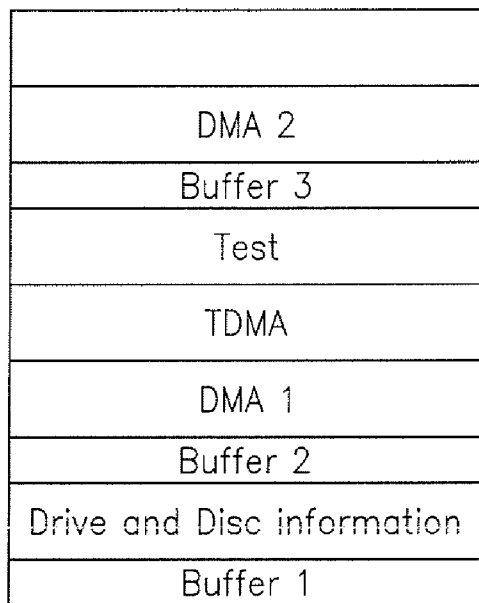 DMA 2
Buffer 3
Test
TDMA
DMA 1
Buffer 2
Drive and Disc information
Buffer 1